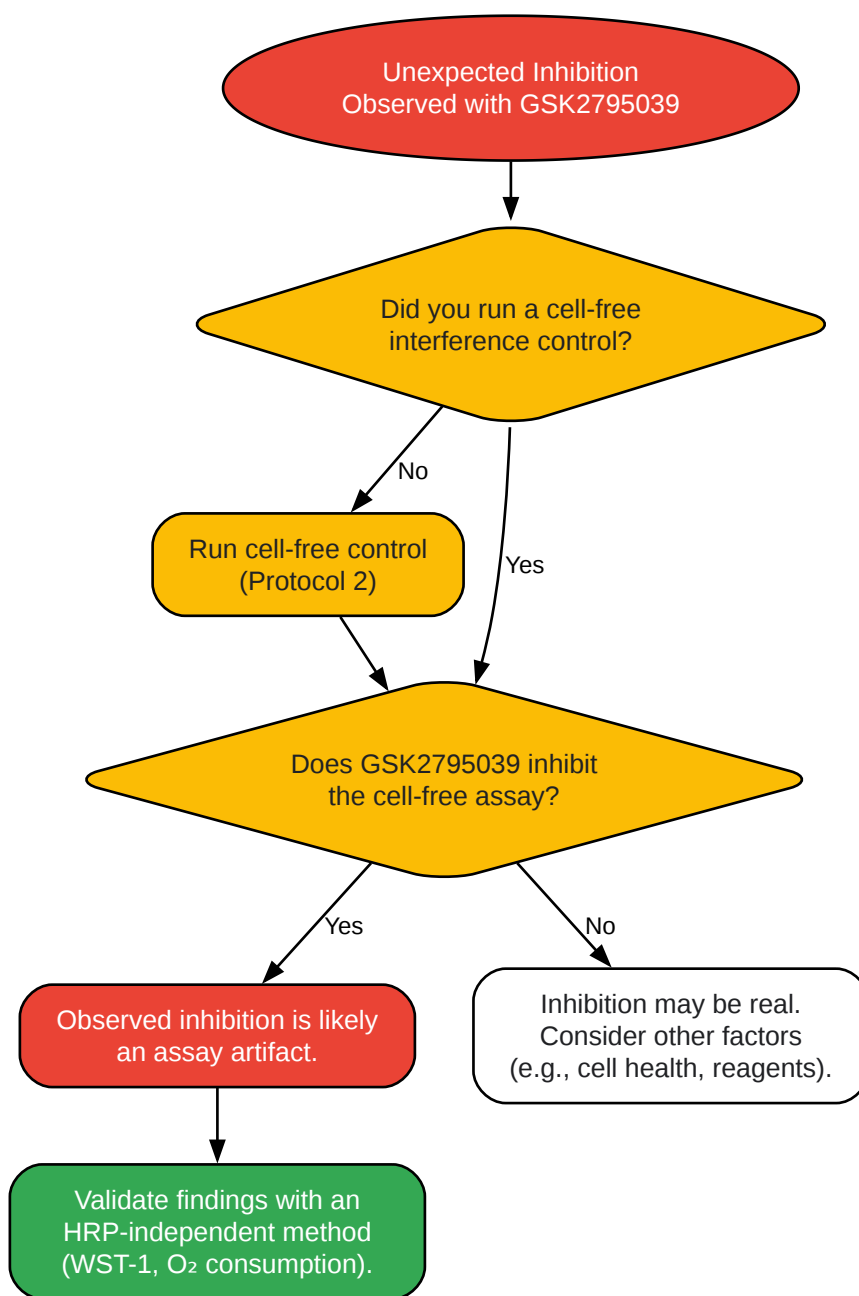 Unexpected Inhibition
Observed with GSK2795039
Did you run a cell-free
interference control?
No
Run cell-free control
(Protocol 2)
Yes
Does GSK2795039 inhibit
the cell-free assay?
Yes
No
Observed inhibition is likely
an assay artifact.
Inhibition may be real.
Consider other factors
(e.g., cell health, reagents).
Validate findings with an
HRP-independent method
(WST-1, O₂ consumption).